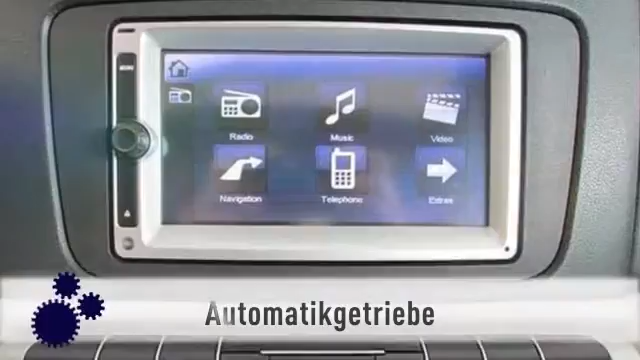 Radio Music Video
Navigation Telephone Extras
Automatikgetriebe